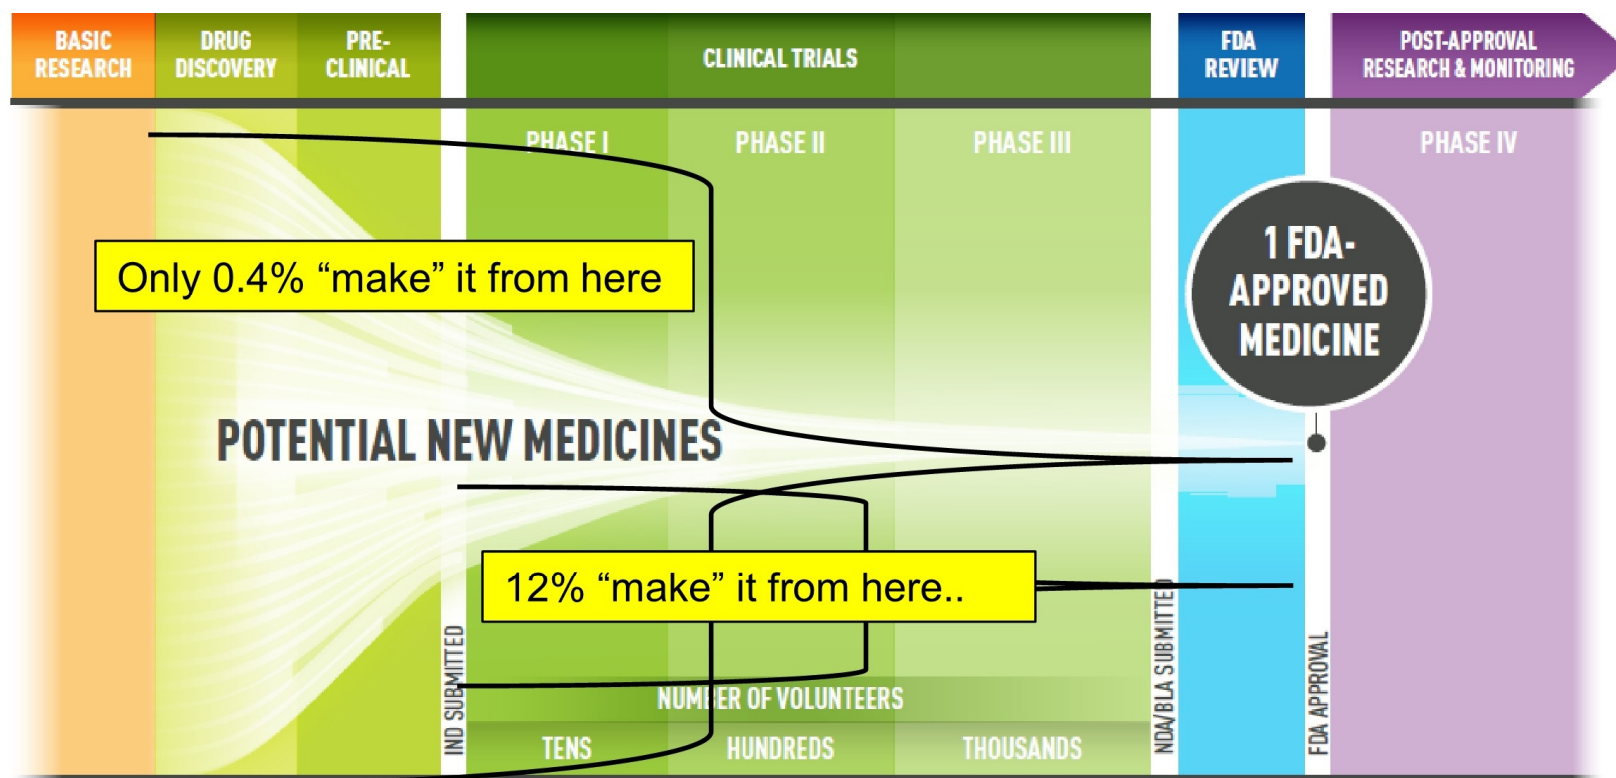 BASIC
RESEARCH
DRUG
DISCOVERY
PRE-
CLINICAL
CLINICAL TRIALS
FDA
REVIEW
POST-APPROVAL
RESEARCH & MONITORING
PHASE I
PHASE II
PHASE III
PHASE IV
Only 0.4% “make” it from here
1 FDA-
APPROVED
MEDICINE
POTENTIAL NEW MEDICINES
12% “make” it from here..
IND SUBMITTED
NDA/BLA SUBMITTED
FDA APPROVAL
NUMBER OF VOLUNTEERS
TENS
HUNDREDS
THOUSANDS